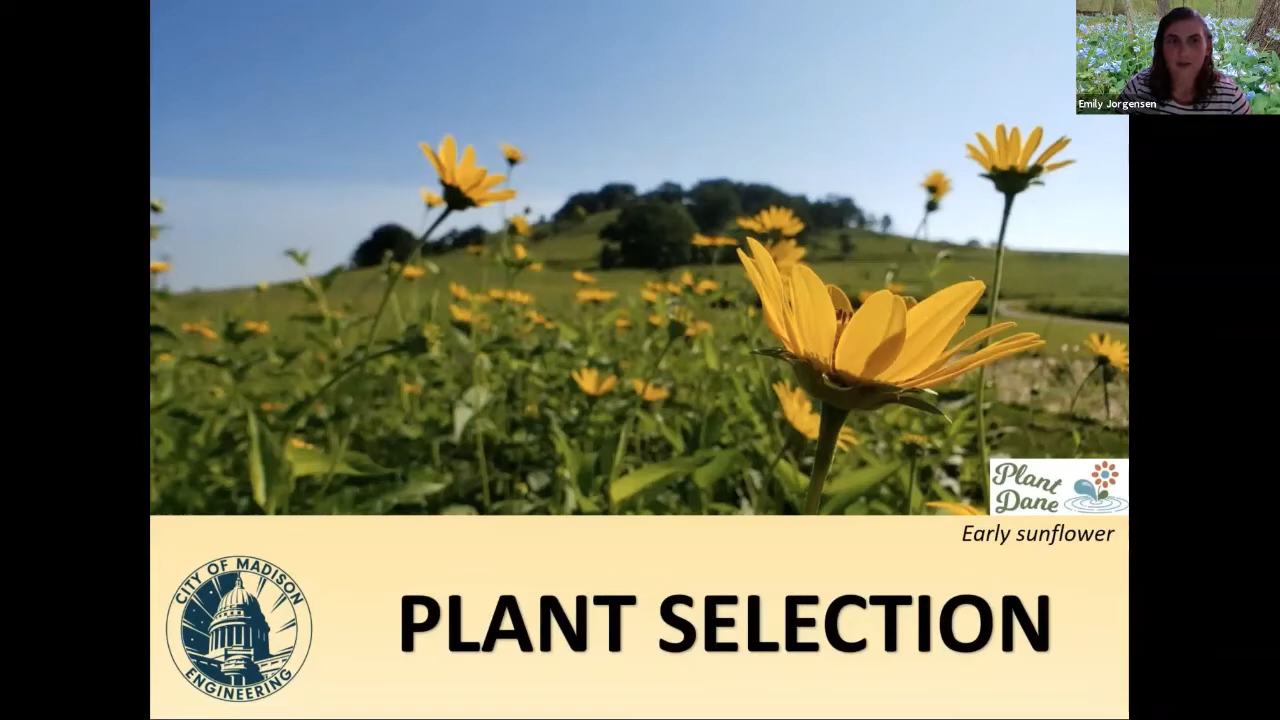 Emily Jorgensen
Plant
Dane
Early sunflower
CITY OF MADISON
ENGINEERING
PLANT SELECTION